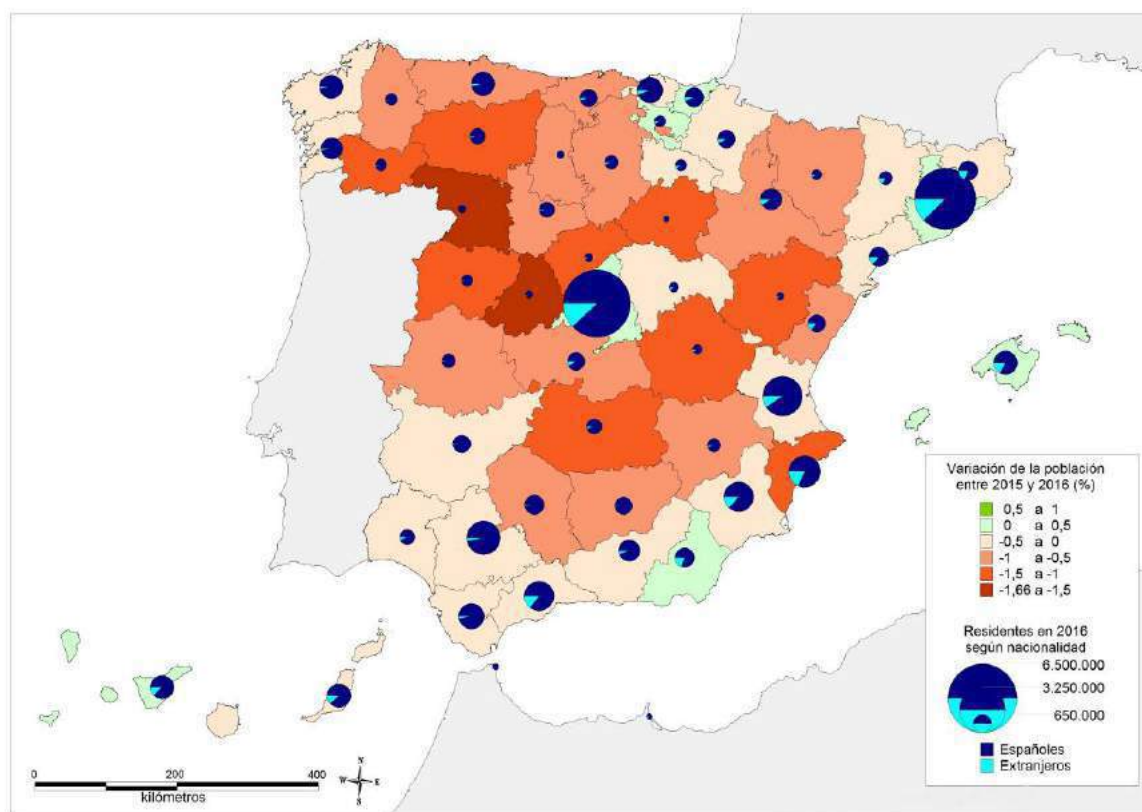 Variación de la población
entre 2015 y 2016 (%)
0,5 a 1
0 a 0,5
-0,5 a 0
-1 a -0,5
-1,5 a -1
-1,66 a -1,5
Residentes en 2016
según nacionalidad
6.500.000
3.250.000
650.000
Españoles
Extranjeros
0 200 400
kilómetros
N
W E
S